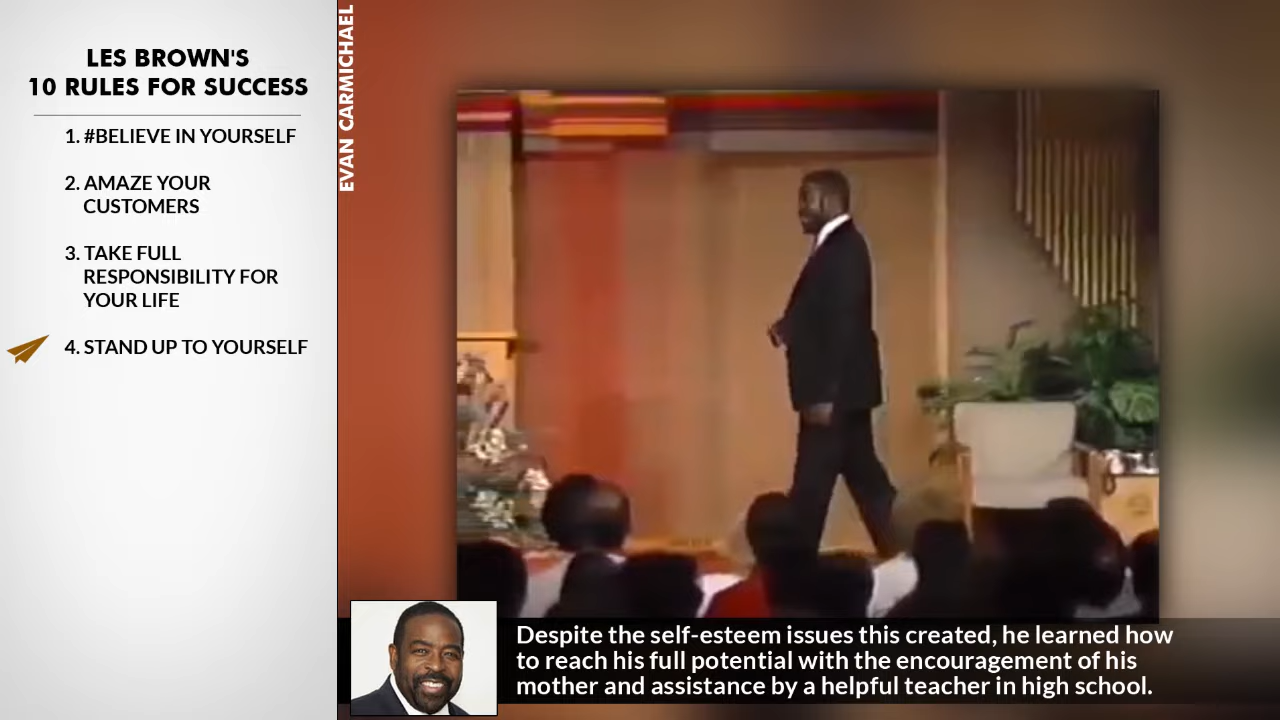 LES BROWN'S
10 RULES FOR SUCCESS
1. #BELIEVE IN YOURSELF
2. AMAZE YOUR
CUSTOMERS
3. TAKE FULL
RESPONSIBILITY FOR
YOUR LIFE
4. STAND UP TO YOURSELF
EVAN CARMICHAEL
Despite the self-esteem issues this created, he learned how
to reach his full potential with the encouragement of his
mother and assistance by a helpful teacher in high school.